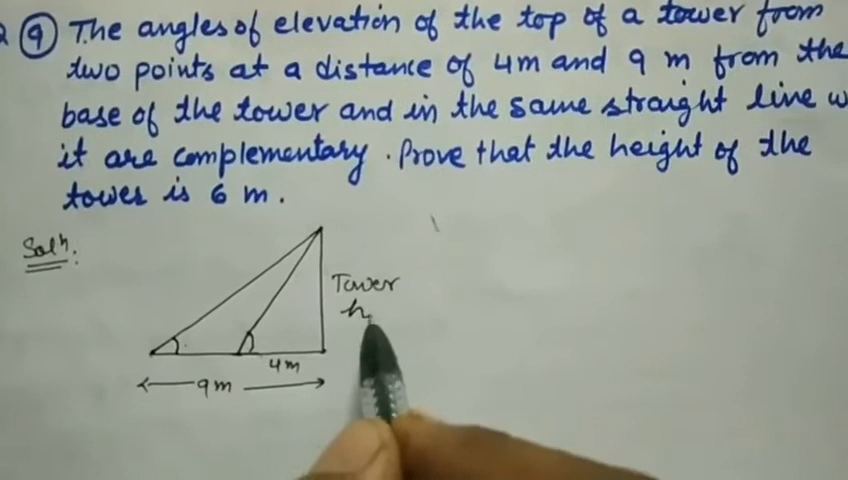 (9) The angles of elevation of the top of a tower from
two points at a distance of 4m and 9 m from the
base of the tower and in the same straight line
it are complementary. Prove that the height of the
tower is 6 m.
Solⁿ.
Tower
h
4m
9m